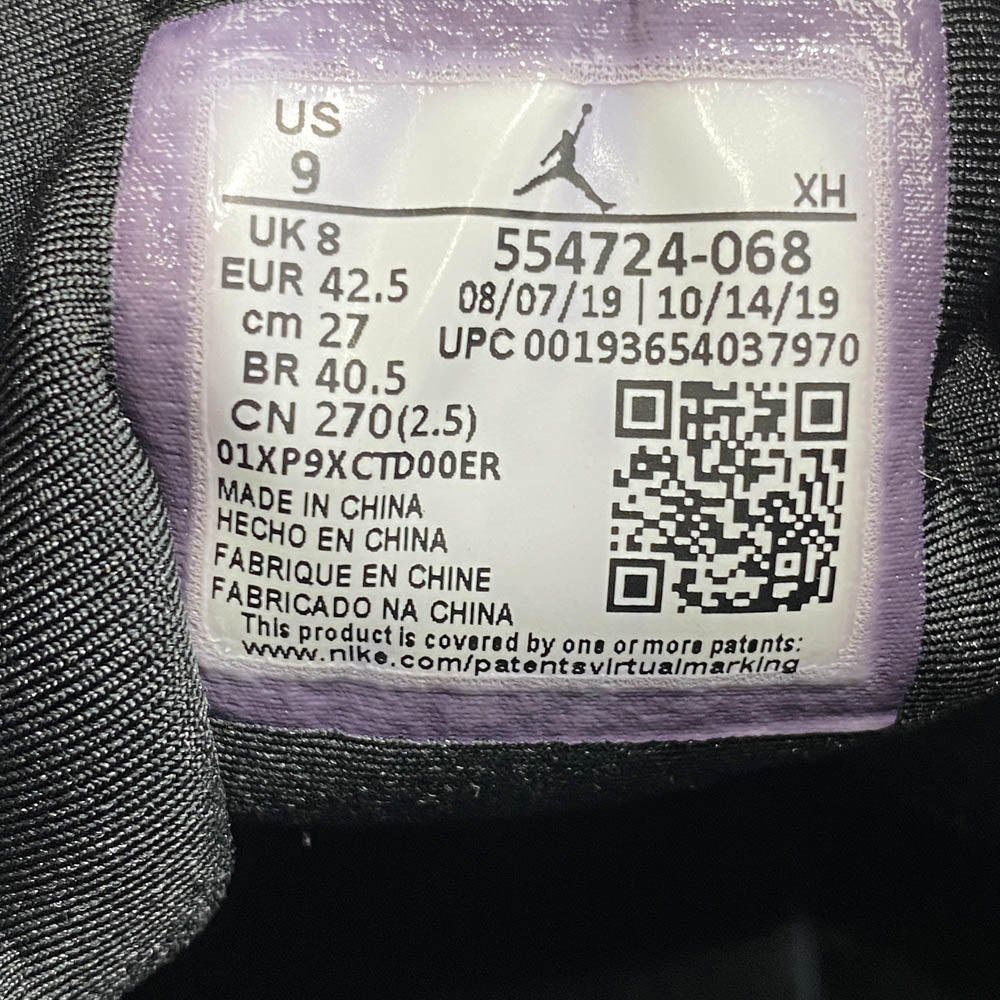 US
9
XH
UK 8
EUR 42.5
cm 27
BR 40.5
CN 270(2.5)
554724-068
08/07/19 | 10/14/19
UPC 00193654037970
01XP9XCTD00ER
MADE IN CHINA
HECHO EN CHINA
FABRIQUE EN CHINE
FABRICADO NA CHINA
This product is covered by one or more patents:
www.nike.com/patentsvirtualmarking